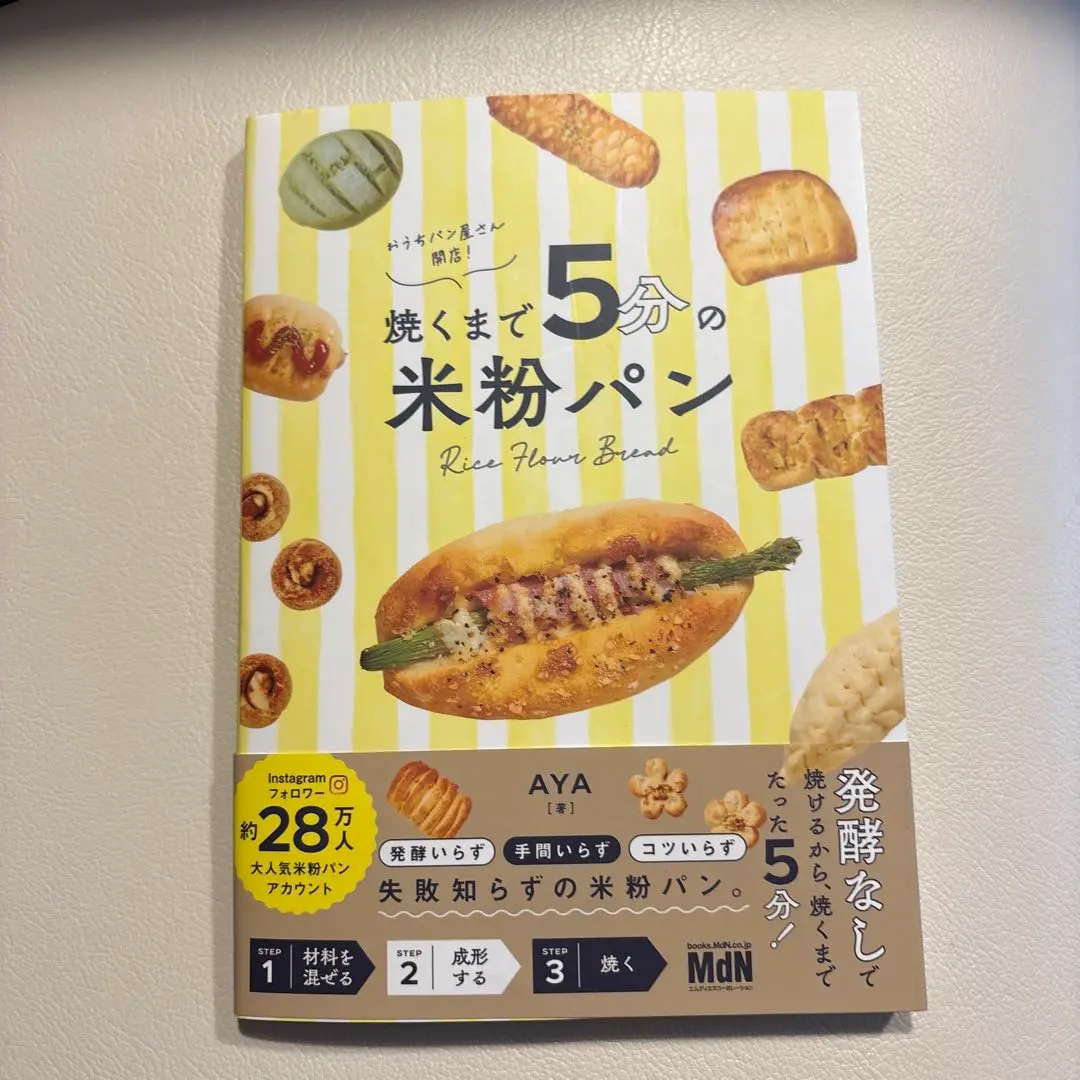 おうちパン屋さん
開店！
焼くまで5分の
米粉パン
Rice Flour Bread
Instagram
フォロワー
約28万人
大人気米粉パン
アカウント
AYA
[著]
発酵いらず 手間いらず コツいらず
失敗知らずの米粉パン。
発酵なしで
焼けるから、焼くまで
たった5分！
STEP 1 材料を
混ぜる
STEP 2 成形
する
STEP 3 焼く
books.MdN.co.jp
MdN
エムディエヌコーポレーション